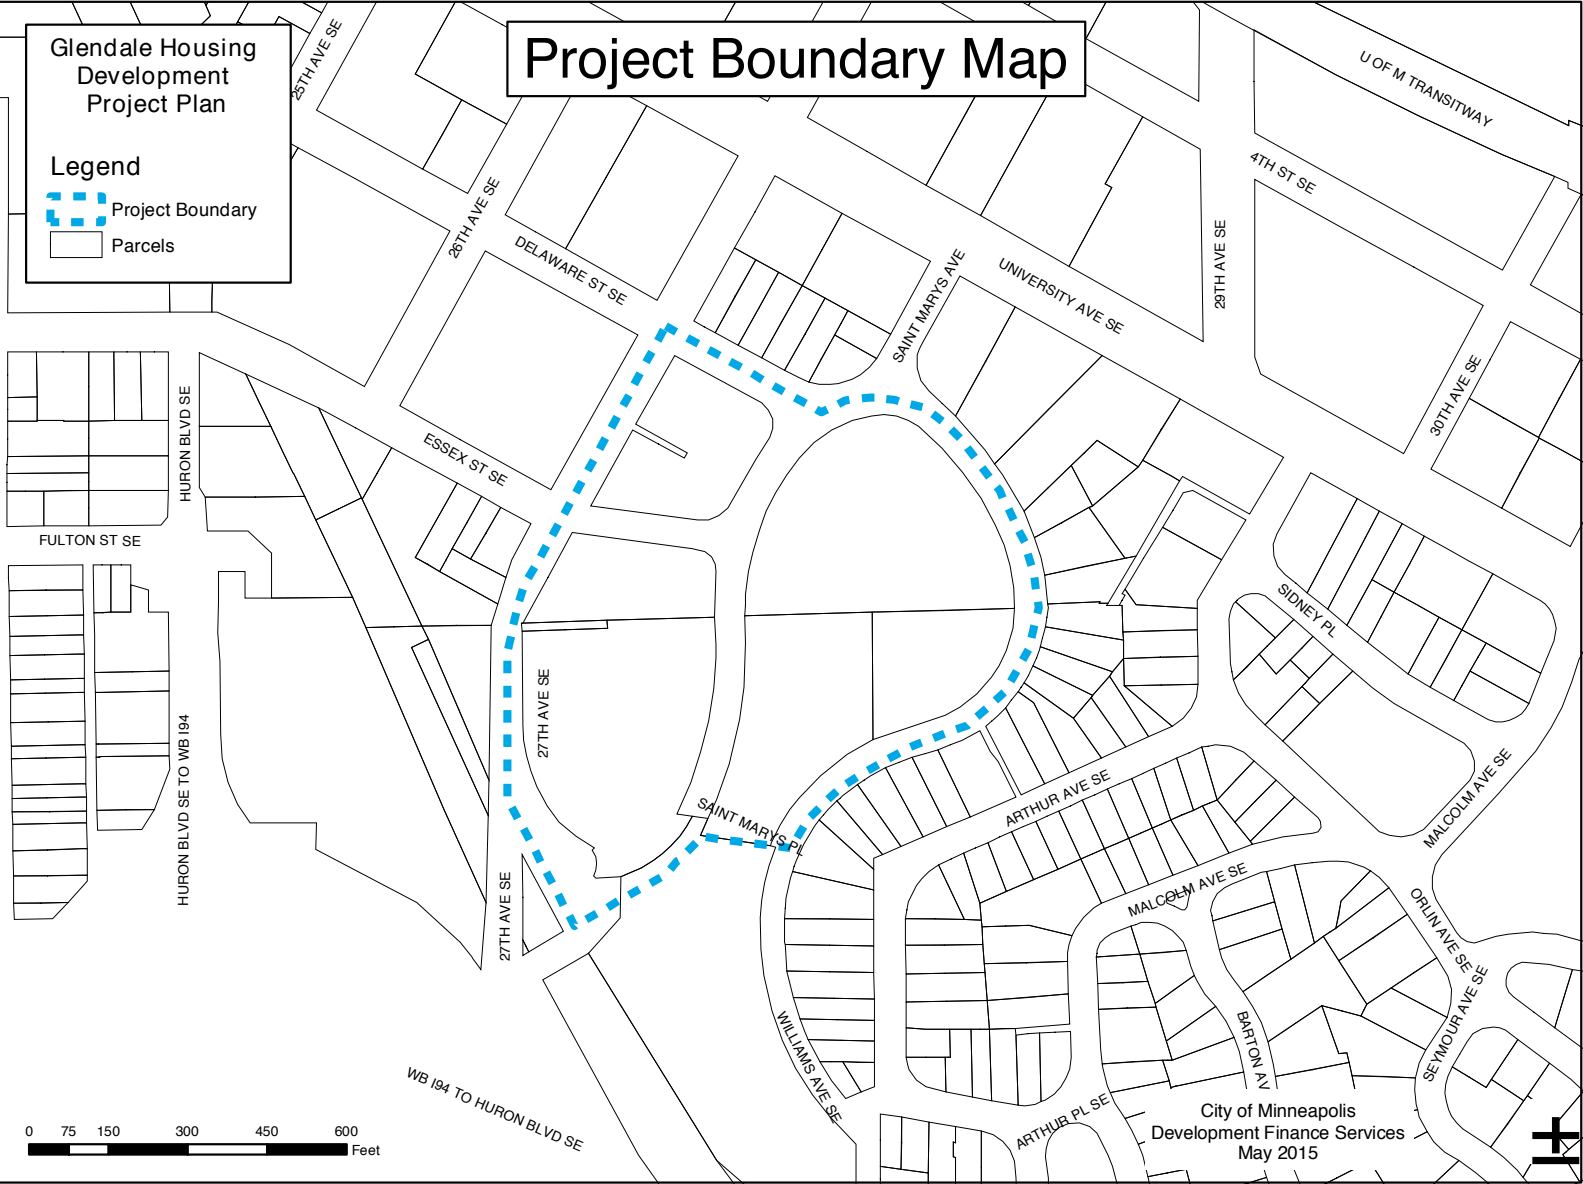 Project Boundary Map
Glendale Housing
Development
Project Plan
Legend
Project Boundary
Parcels
25TH AVE SE
U OF M TRANSITWAY
4TH ST SE
26TH AVE SE
DELAWARE ST SE
SAINT MARYS AVE
UNIVERSITY AVE SE
29TH AVE SE
30TH AVE SE
HURON BLVD SE
ESSEX ST SE
FULTON ST SE
SIDNEY PL
27TH AVE SE
HURON BLVD SE TO WB I94
SAINT MARYS PL
ARTHUR AVE SE
MALCOLM AVE SE
MALCOLM AVE SE
27TH AVE SE
ORLIN AVE SE
SEYMOUR AVE SE
WILLIAMS AVE SE
BARTON AV
WB I94 TO HURON BLVD SE
ARTHUR PL SE
City of Minneapolis
Development Finance Services
May 2015
0 75 150 300 450 600
Feet